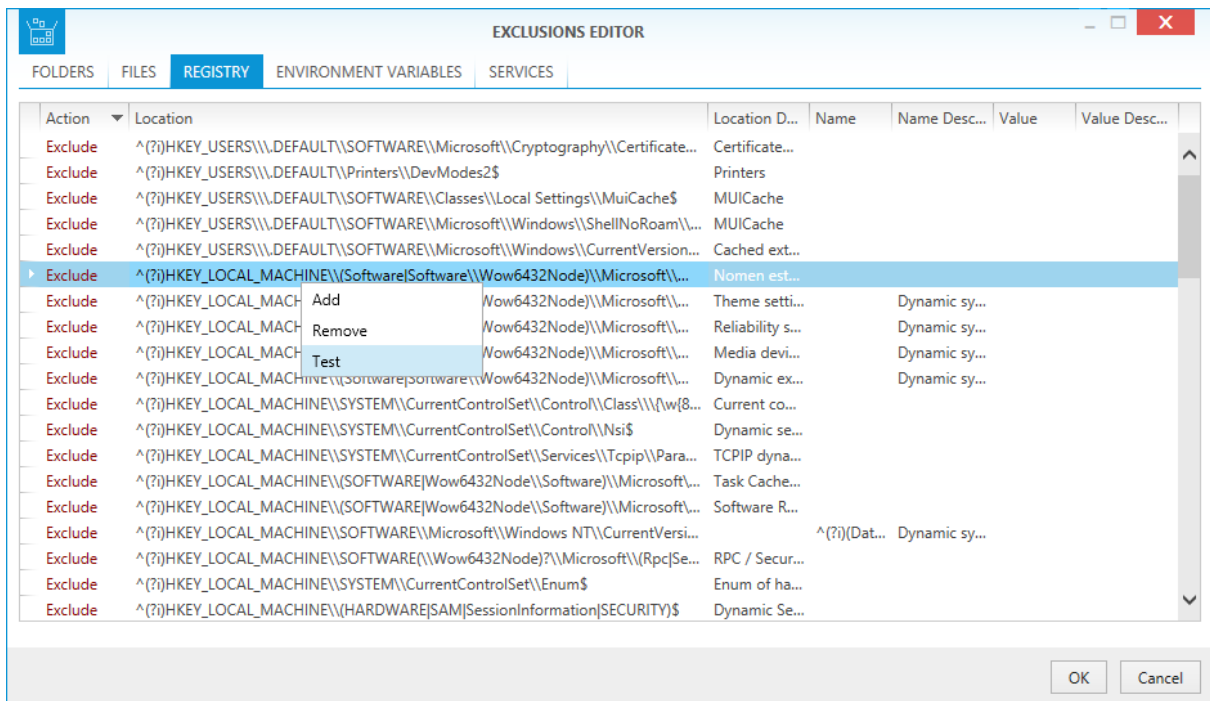 EXCLUSIONS EDITOR
FOLDERS FILES REGISTRY ENVIRONMENT VARIABLES SERVICES
Action Location Location D... Name Name Desc... Value Value Desc...
Exclude ^(?i)HKEY_USERS\\\.DEFAULT\\SOFTWARE\\Microsoft\\Cryptography\\Certificate... Certificate...
Exclude ^(?i)HKEY_USERS\\\.DEFAULT\\Printers\\DevModes2$ Printers
Exclude ^(?i)HKEY_USERS\\\.DEFAULT\\SOFTWARE\\Classes\\Local Settings\\MuiCache$ MUICache
Exclude ^(?i)HKEY_USERS\\\.DEFAULT\\SOFTWARE\\Microsoft\\Windows\\ShellNoRoam\\... MUICache
Exclude ^(?i)HKEY_USERS\\\.DEFAULT\\SOFTWARE\\Microsoft\\Windows\\CurrentVersion... Cached ext...
Exclude ^(?i)HKEY_LOCAL_MACHINE\\(Software|Software\\Wow6432Node)\\Microsoft\\... Nomen est...
Exclude ^(?i)HKEY_LOCAL_MACH Add Wow6432Node)\\Microsoft\\... Theme setti... Dynamic sy...
Exclude ^(?i)HKEY_LOCAL_MACH Remove Wow6432Node)\\Microsoft\\... Reliability s... Dynamic sy...
Exclude ^(?i)HKEY_LOCAL_MACH Test Wow6432Node)\\Microsoft\\... Media devi... Dynamic sy...
Exclude ^(?i)HKEY_LOCAL_MACHINE\\(Software|Software\\Wow6432Node)\\Microsoft\\... Dynamic ex... Dynamic sy...
Exclude ^(?i)HKEY_LOCAL_MACHINE\\SYSTEM\\CurrentControlSet\\Control\\Class\\\{\w{8... Current co...
Exclude ^(?i)HKEY_LOCAL_MACHINE\\SYSTEM\\CurrentControlSet\\Control\\Nsi$ Dynamic se...
Exclude ^(?i)HKEY_LOCAL_MACHINE\\SYSTEM\\CurrentControlSet\\Services\\Tcpip\\Para... TCPIP dyna...
Exclude ^(?i)HKEY_LOCAL_MACHINE\\(SOFTWARE|Wow6432Node\\Software)\\Microsoft\... Task Cache...
Exclude ^(?i)HKEY_LOCAL_MACHINE\\(SOFTWARE|Wow6432Node\\Software)\\Microsoft\... Software R...
Exclude ^(?i)HKEY_LOCAL_MACHINE\\SOFTWARE\\Microsoft\\Windows NT\\CurrentVersi... ^(?i)(Dat... Dynamic sy...
Exclude ^(?i)HKEY_LOCAL_MACHINE\\SOFTWARE(\\Wow6432Node)?\\Microsoft\\(Rpc|Se... RPC / Secur...
Exclude ^(?i)HKEY_LOCAL_MACHINE\\SYSTEM\\CurrentControlSet\\Enum$ Enum of ha...
Exclude ^(?i)HKEY_LOCAL_MACHINE\\(HARDWARE|SAM|SessionInformation|SECURITY)$ Dynamic Se...
OK Cancel